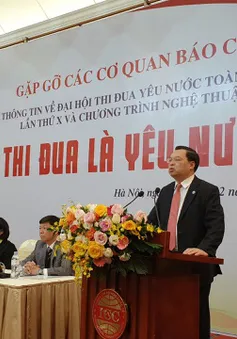 GẶP GỠ CÁC CƠ QUAN BÁO C
THÔNG TIN VỀ ĐẠI HỘI THI ĐUA YÊU NƯỚC TOÀN
LẦN THỨ X VÀ CHƯƠNG TRÌNH NGHỆ THUẬ
THI ĐUA LÀ YÊU NƯ
Hà Nội